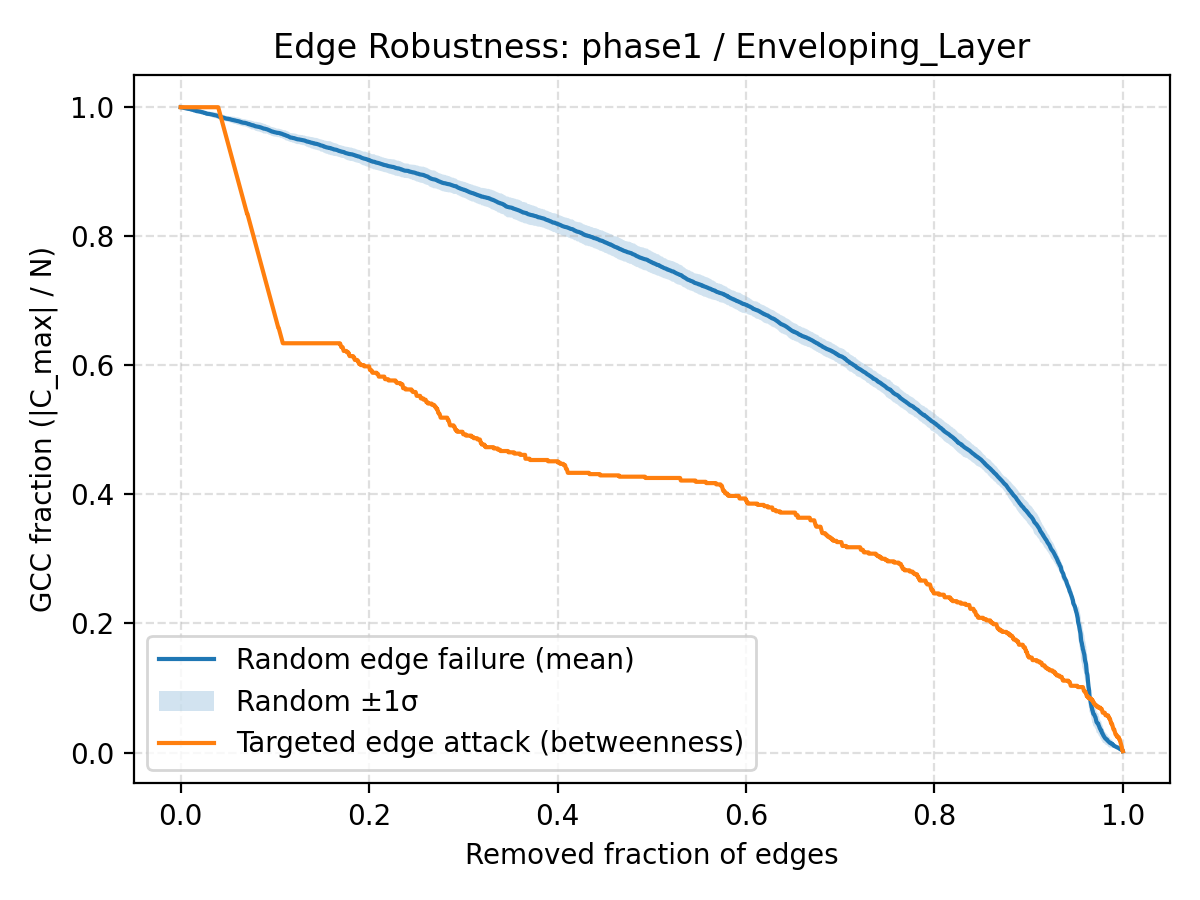 Edge Robustness: phase1 / Enveloping_Layer
GCC fraction (|C_max| / N)
1.0
0.8
0.6
0.4
0.2
0.0
Random edge failure (mean)
Random ±1σ
Targeted edge attack (betweenness)
0.0 0.2 0.4 0.6 0.8 1.0
Removed fraction of edges